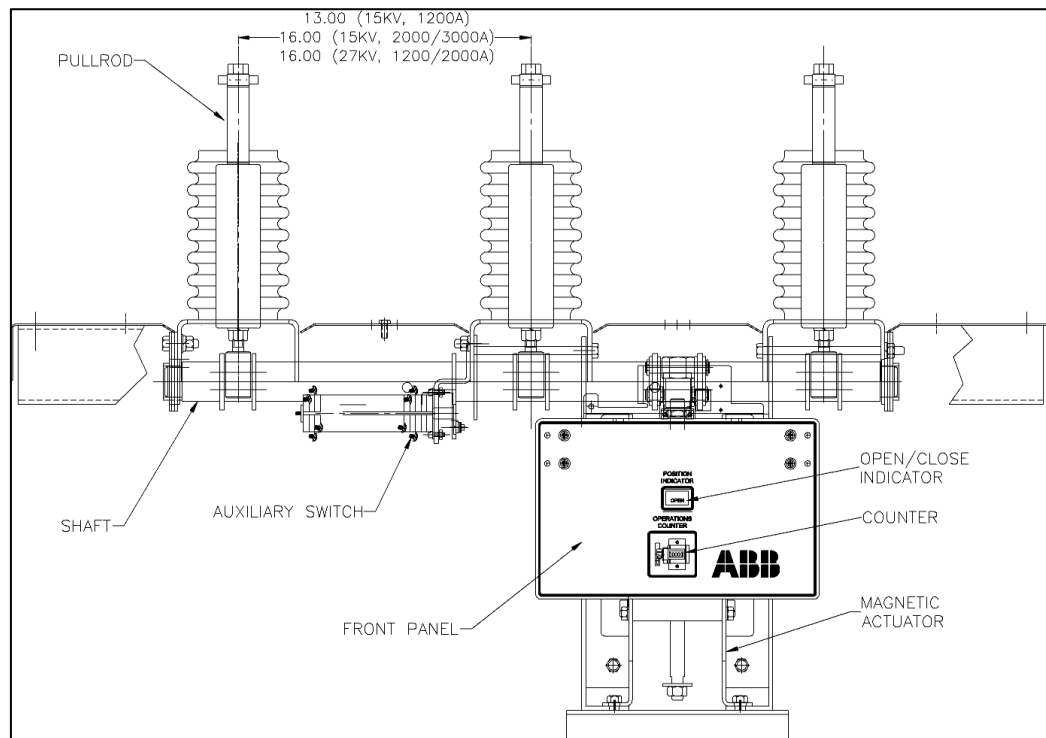 13.00 (15KV, 1200A)
16.00 (15KV, 2000/3000A)
16.00 (27KV, 1200/2000A)
PULLROD
SHAFT
AUXILIARY SWITCH
FRONT PANEL
POSITION
INDICATOR
OPEN
OPERATIONS
COUNTER
ABB
OPEN/CLOSE
INDICATOR
COUNTER
MAGNETIC
ACTUATOR